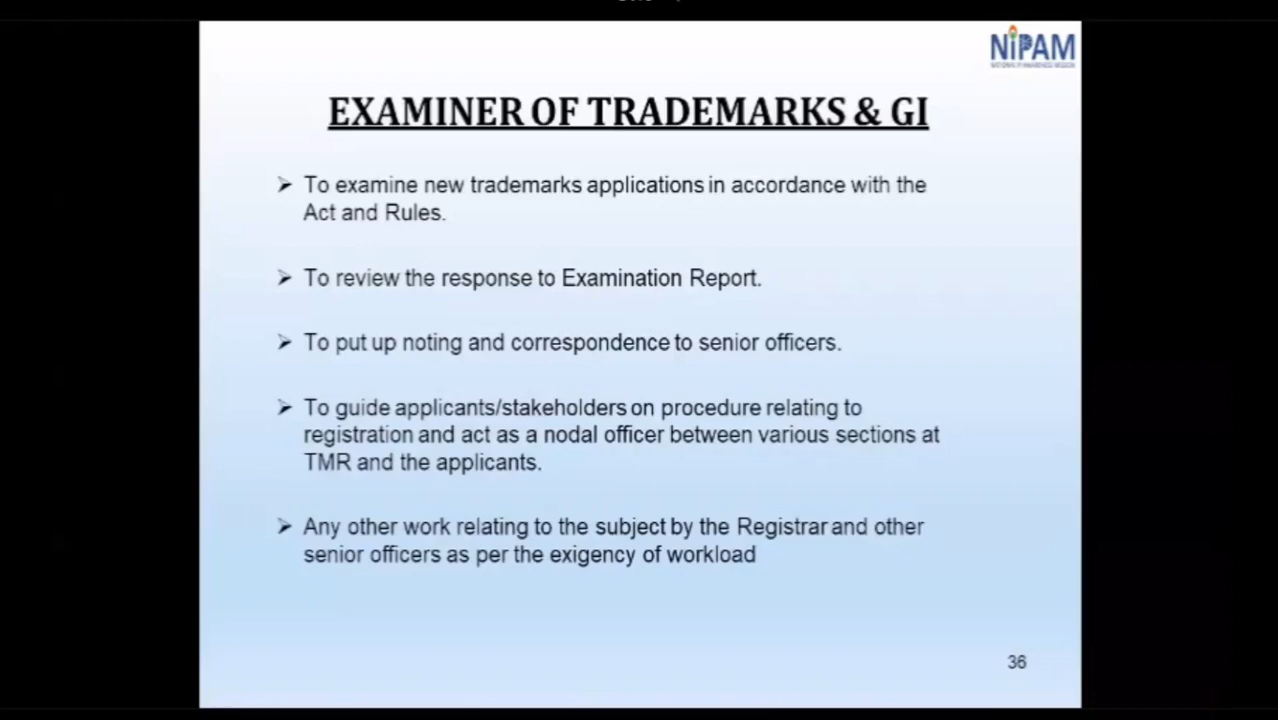 NiPAM
EXAMINER OF TRADEMARKS & GI
➤ To examine new trademarks applications in accordance with the
Act and Rules.
➤ To review the response to Examination Report.
➤ To put up noting and correspondence to senior officers.
➤ To guide applicants/stakeholders on procedure relating to
registration and act as a nodal officer between various sections at
TMR and the applicants.
➤ Any other work relating to the subject by the Registrar and other
senior officers as per the exigency of workload
36